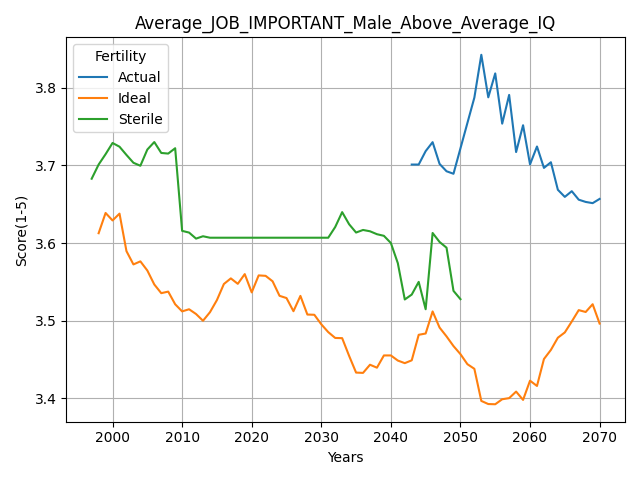 Average_JOB_IMPORTANT_Male_Above_Average_IQ
Fertility
Actual
Ideal
Sterile
Score(1-5)
3.8
3.7
3.6
3.5
3.4
2000 2010 2020 2030 2040 2050 2060 2070
Years